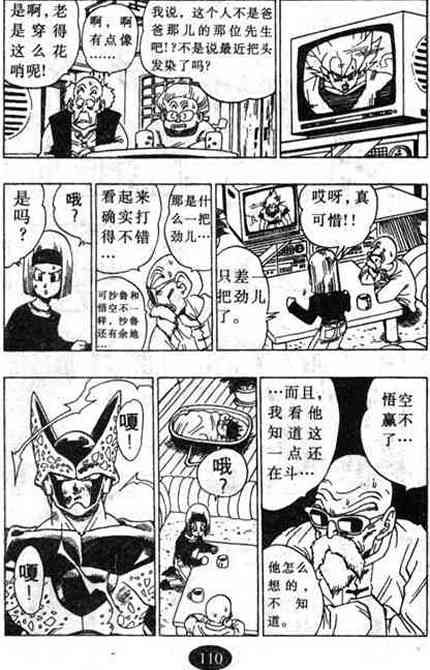 我说，这个人不是爸
爸那儿的那位先生
吧!?不是说最近把头
发染了吗?
啊，啊，
有点像
……
是啊，老
是穿得
这么花
哨呢!
哎呀，真
可惜!!
只差一
把劲儿
了。
那是什
么一把
劲儿…
看起来
确实打
得不错
…
可沙鲁和
悟空不一
样，沙鲁
还有余地
…
哦?
是
吗?
悟空
赢不
了…
…而且，
我看他
知道这
一点还
在斗…
他怎么
想的，
不知
道。
哦?
嗄!
嗄!
110